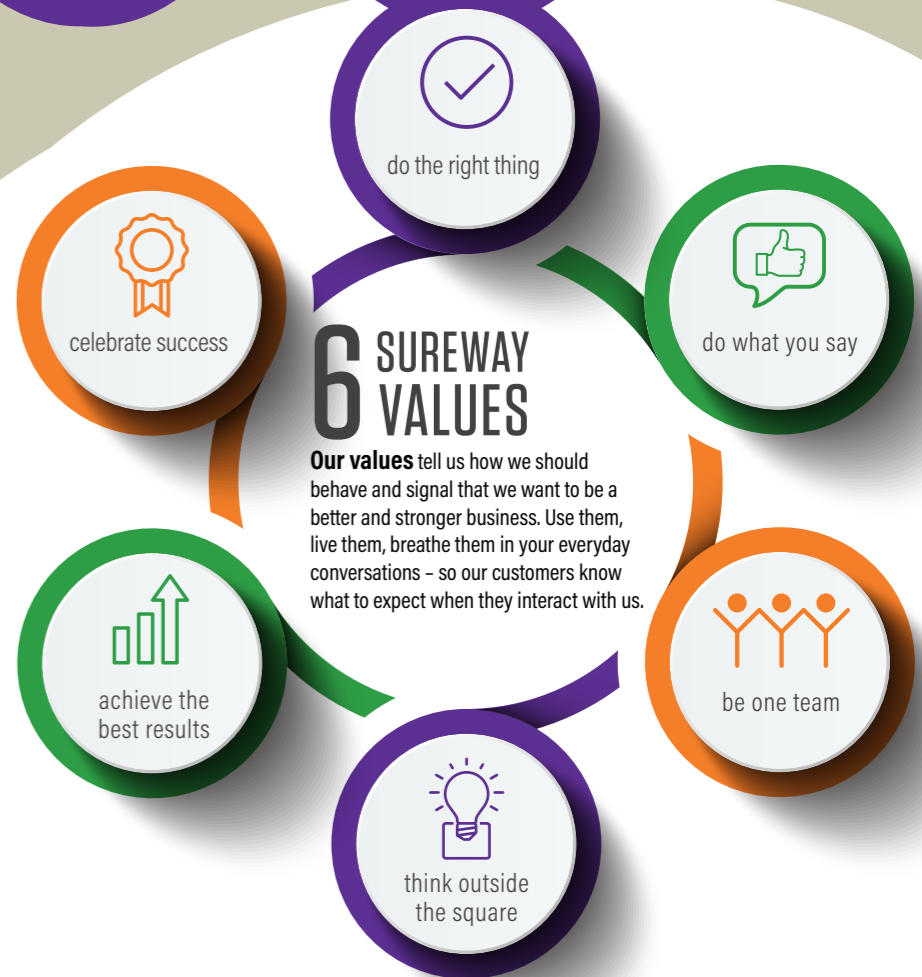 do the right thing
do what you say
be one team
think outside
the square
achieve the
best results
celebrate success
6 SUREWAY
VALUES
Our values tell us how we should
behave and signal that we want to be a
better and stronger business. Use them,
live them, breathe them in your everyday
conversations – so our customers know
what to expect when they interact with us.